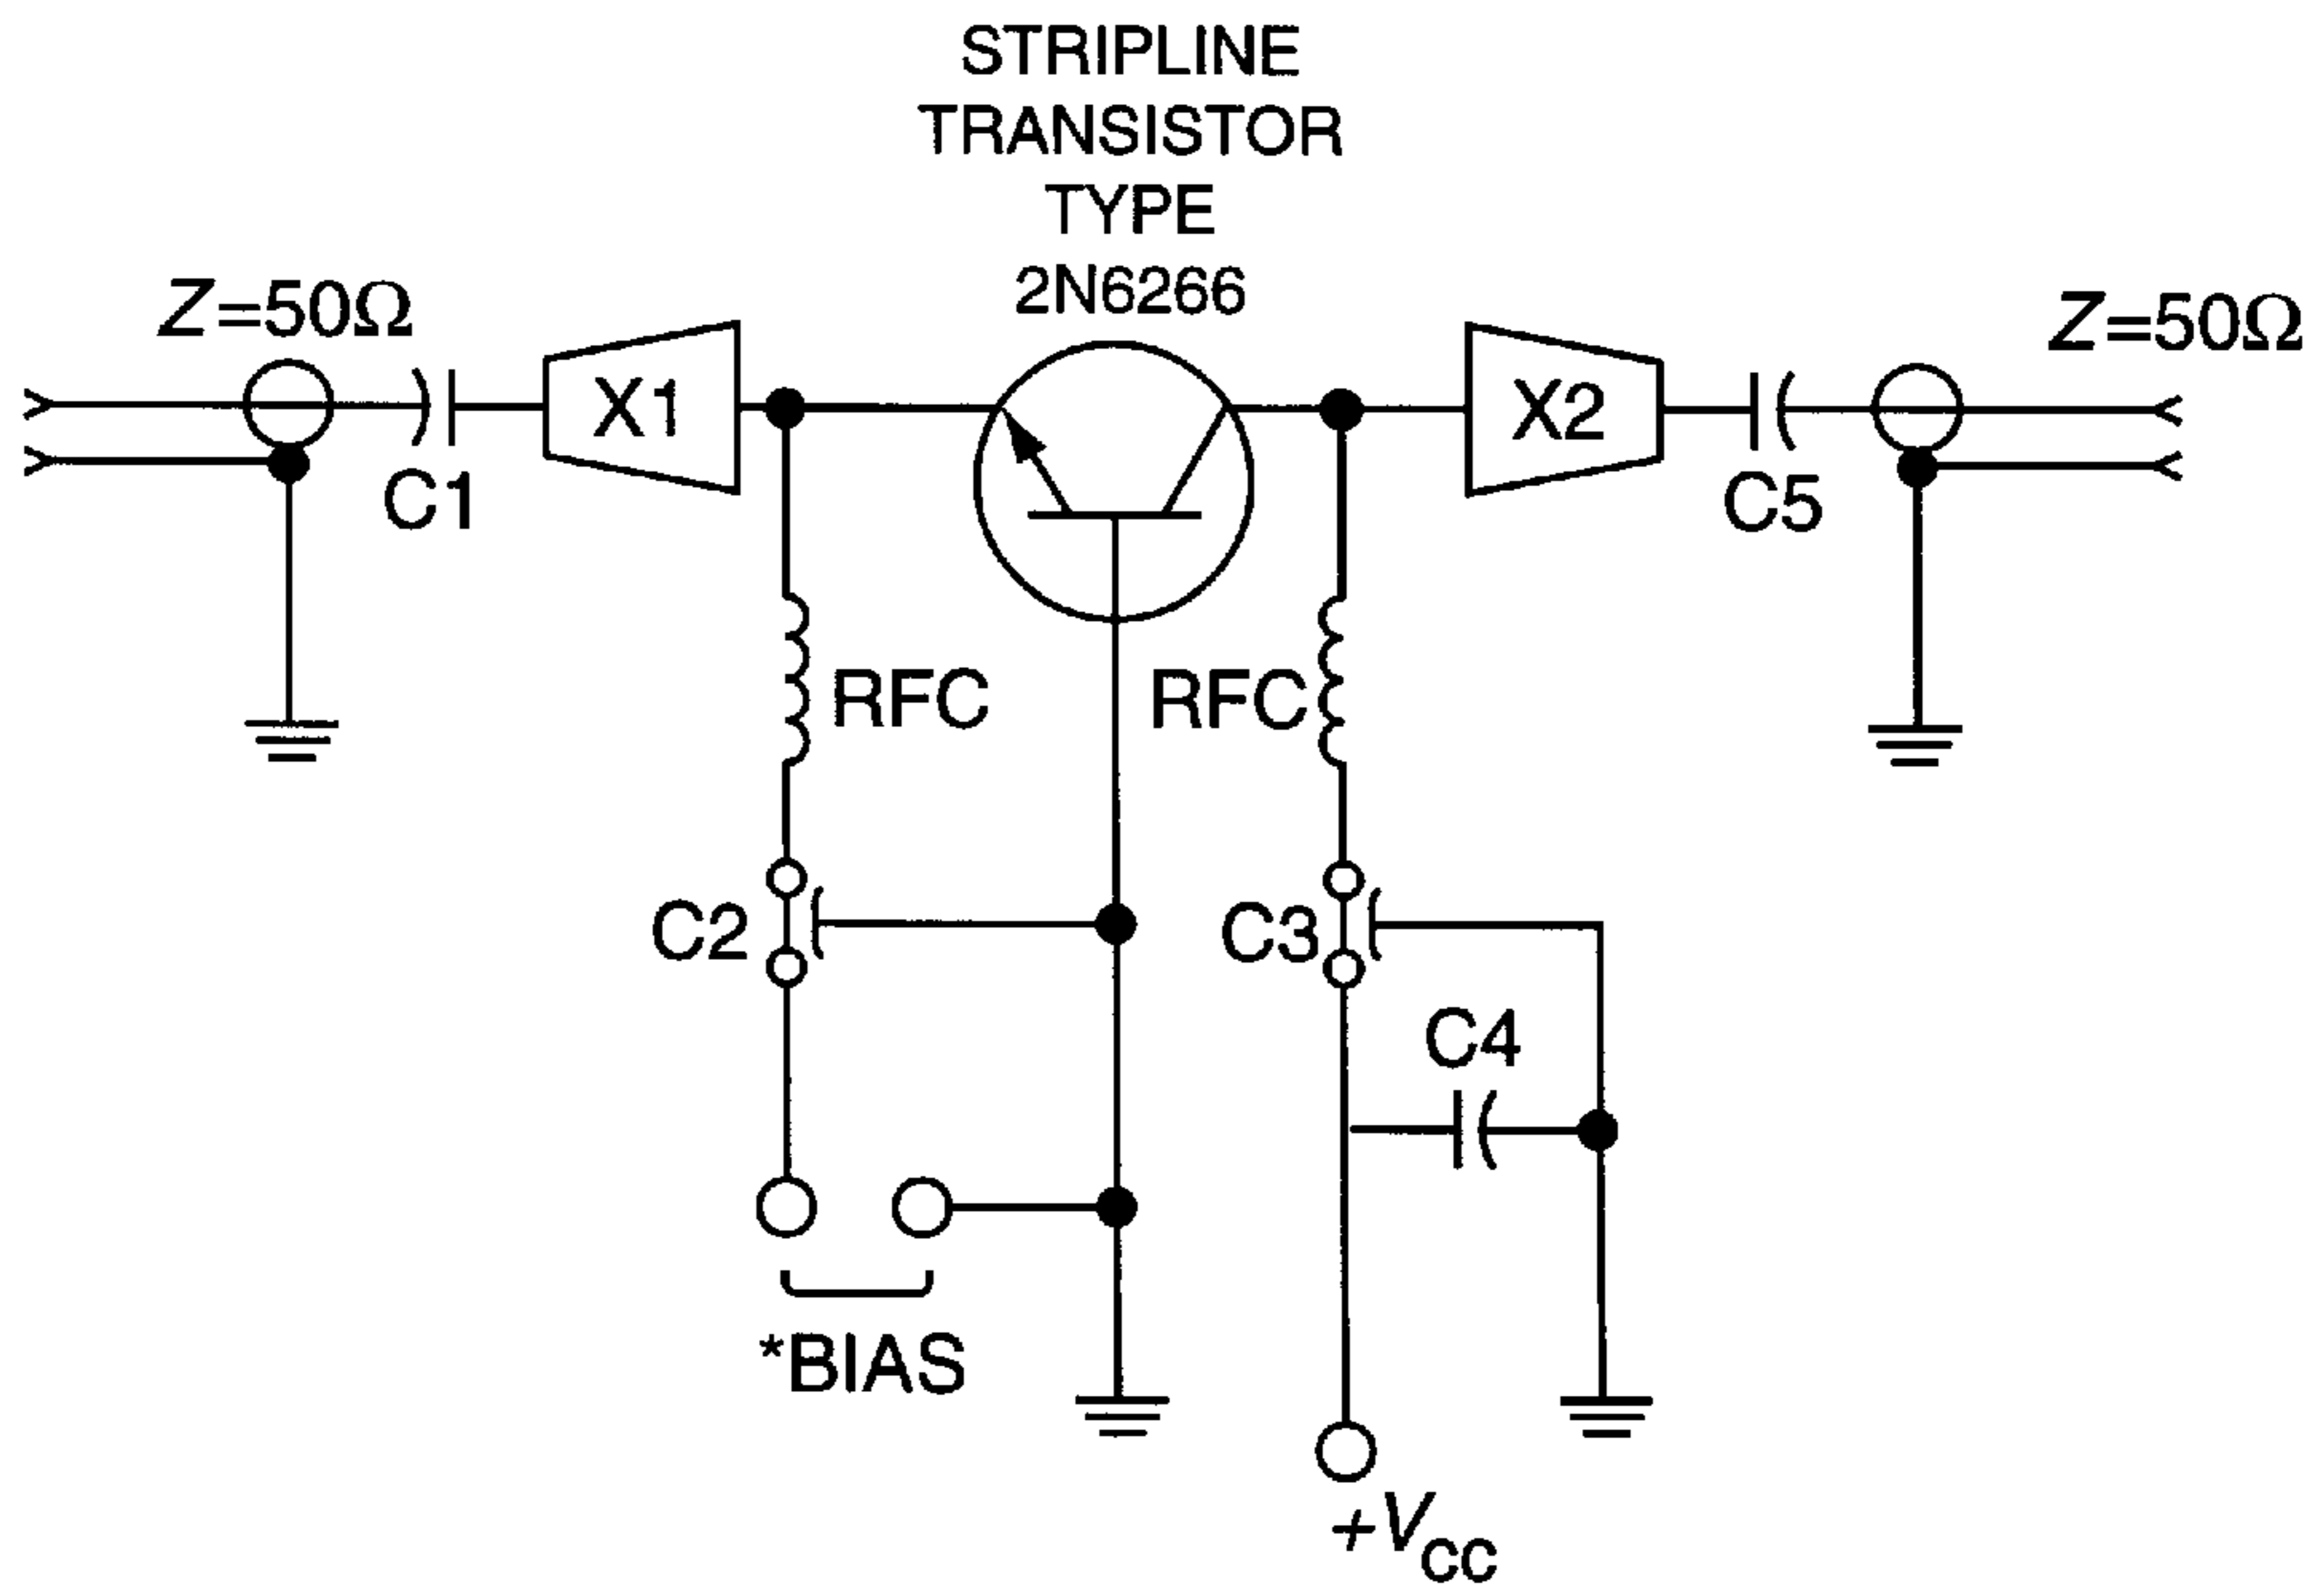 STRIPLINE
TRANSISTOR
TYPE
2N6266
Z=50Ω
Z=50Ω
X1
X2
C1
C5
RFC
RFC
C2
C3
C4
*BIAS
+VCC